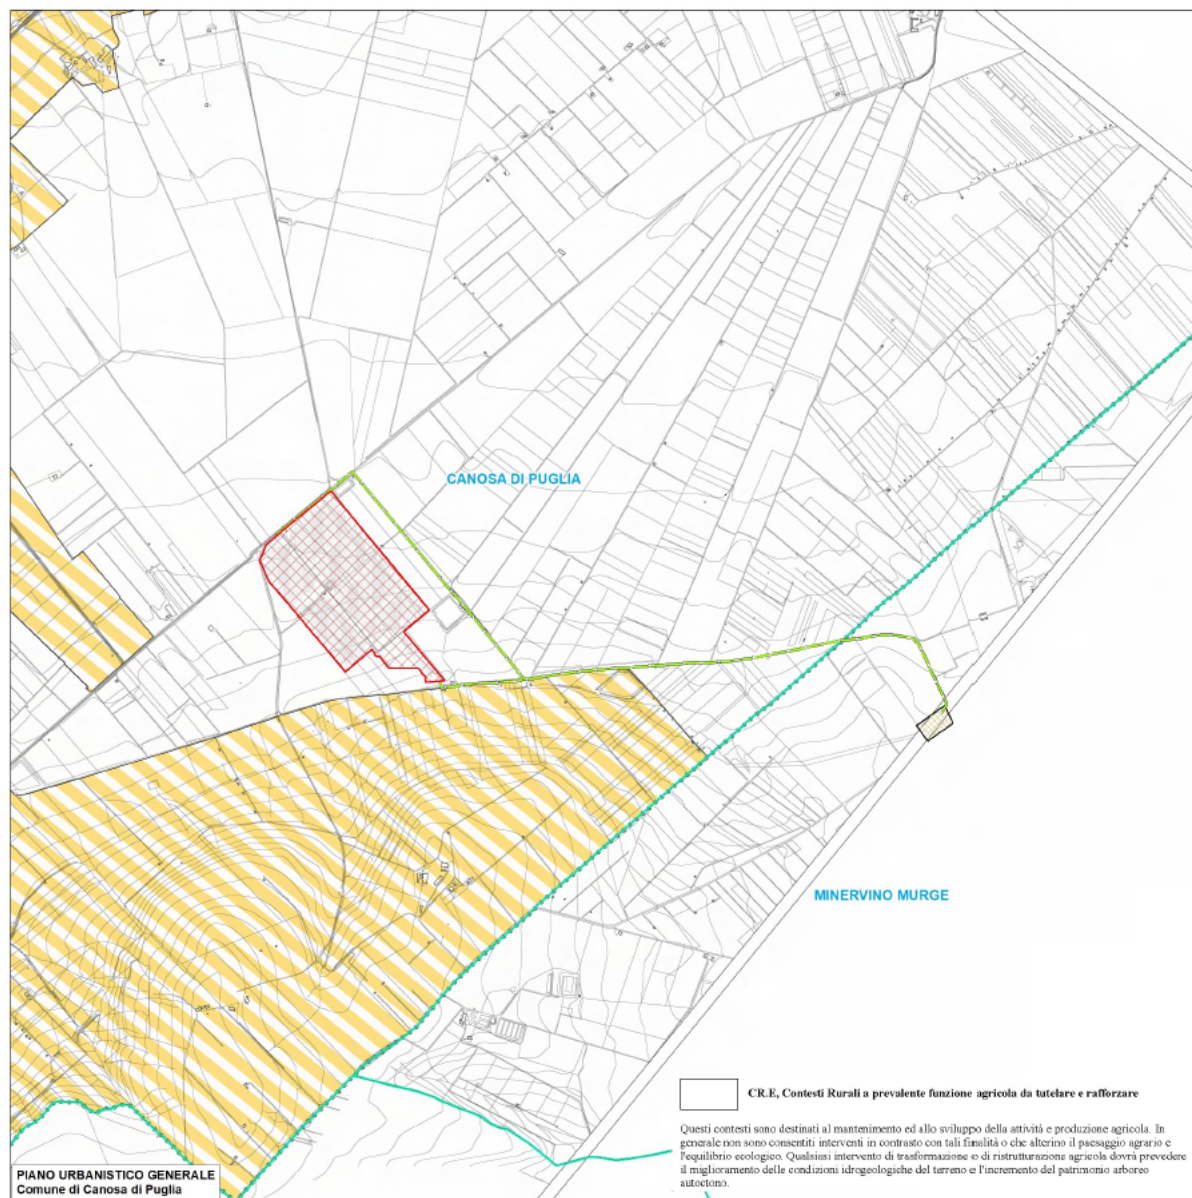 CANOSA DI PUGLIA
MINERVINO MURGE
CR.E, Contesti Rurali a prevalente funzione agricola da tutelare e rafforzare
Questi contesti sono destinati al mantenimento ed allo sviluppo della attività e produzione agricola. In
generale non sono consentiti interventi in contrasto con tali finalità o che alterino il paesaggio agrario e
l'equilibrio ecologico. Qualsiasi intervento di trasformazione o di ristrutturazione agricola dovrà prevedere
il miglioramento delle condizioni idrogeologiche del terreno e l'incremento del patrimonio arboreo
autoctono.
PIANO URBANISTICO GENERALE
Comune di Canosa di Puglia